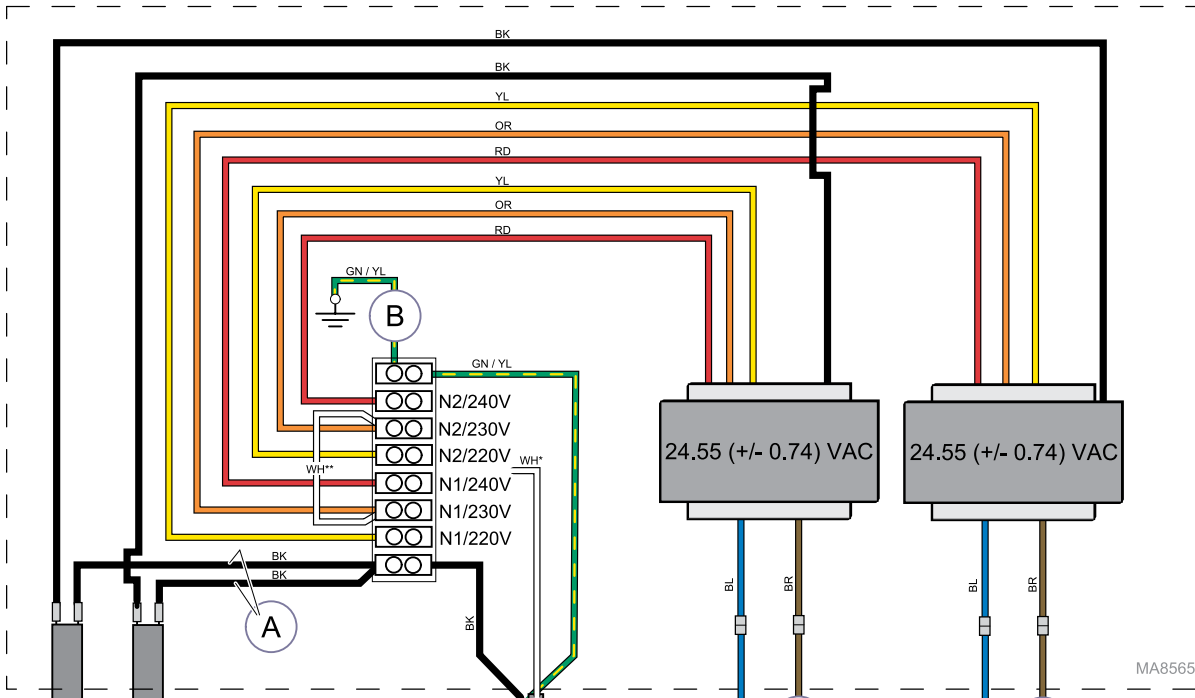 BK
BK
YL
OR
RD
YL
OR
RD
GN / YL
B
GN / YL
N2/240V
N2/230V
N2/220V
WH**
WH*
N1/240V
N1/230V
N1/220V
24.55 (+/- 0.74) VAC
24.55 (+/- 0.74) VAC
BK
BK
A
BK
BL
BR
BL
BR
MA8565